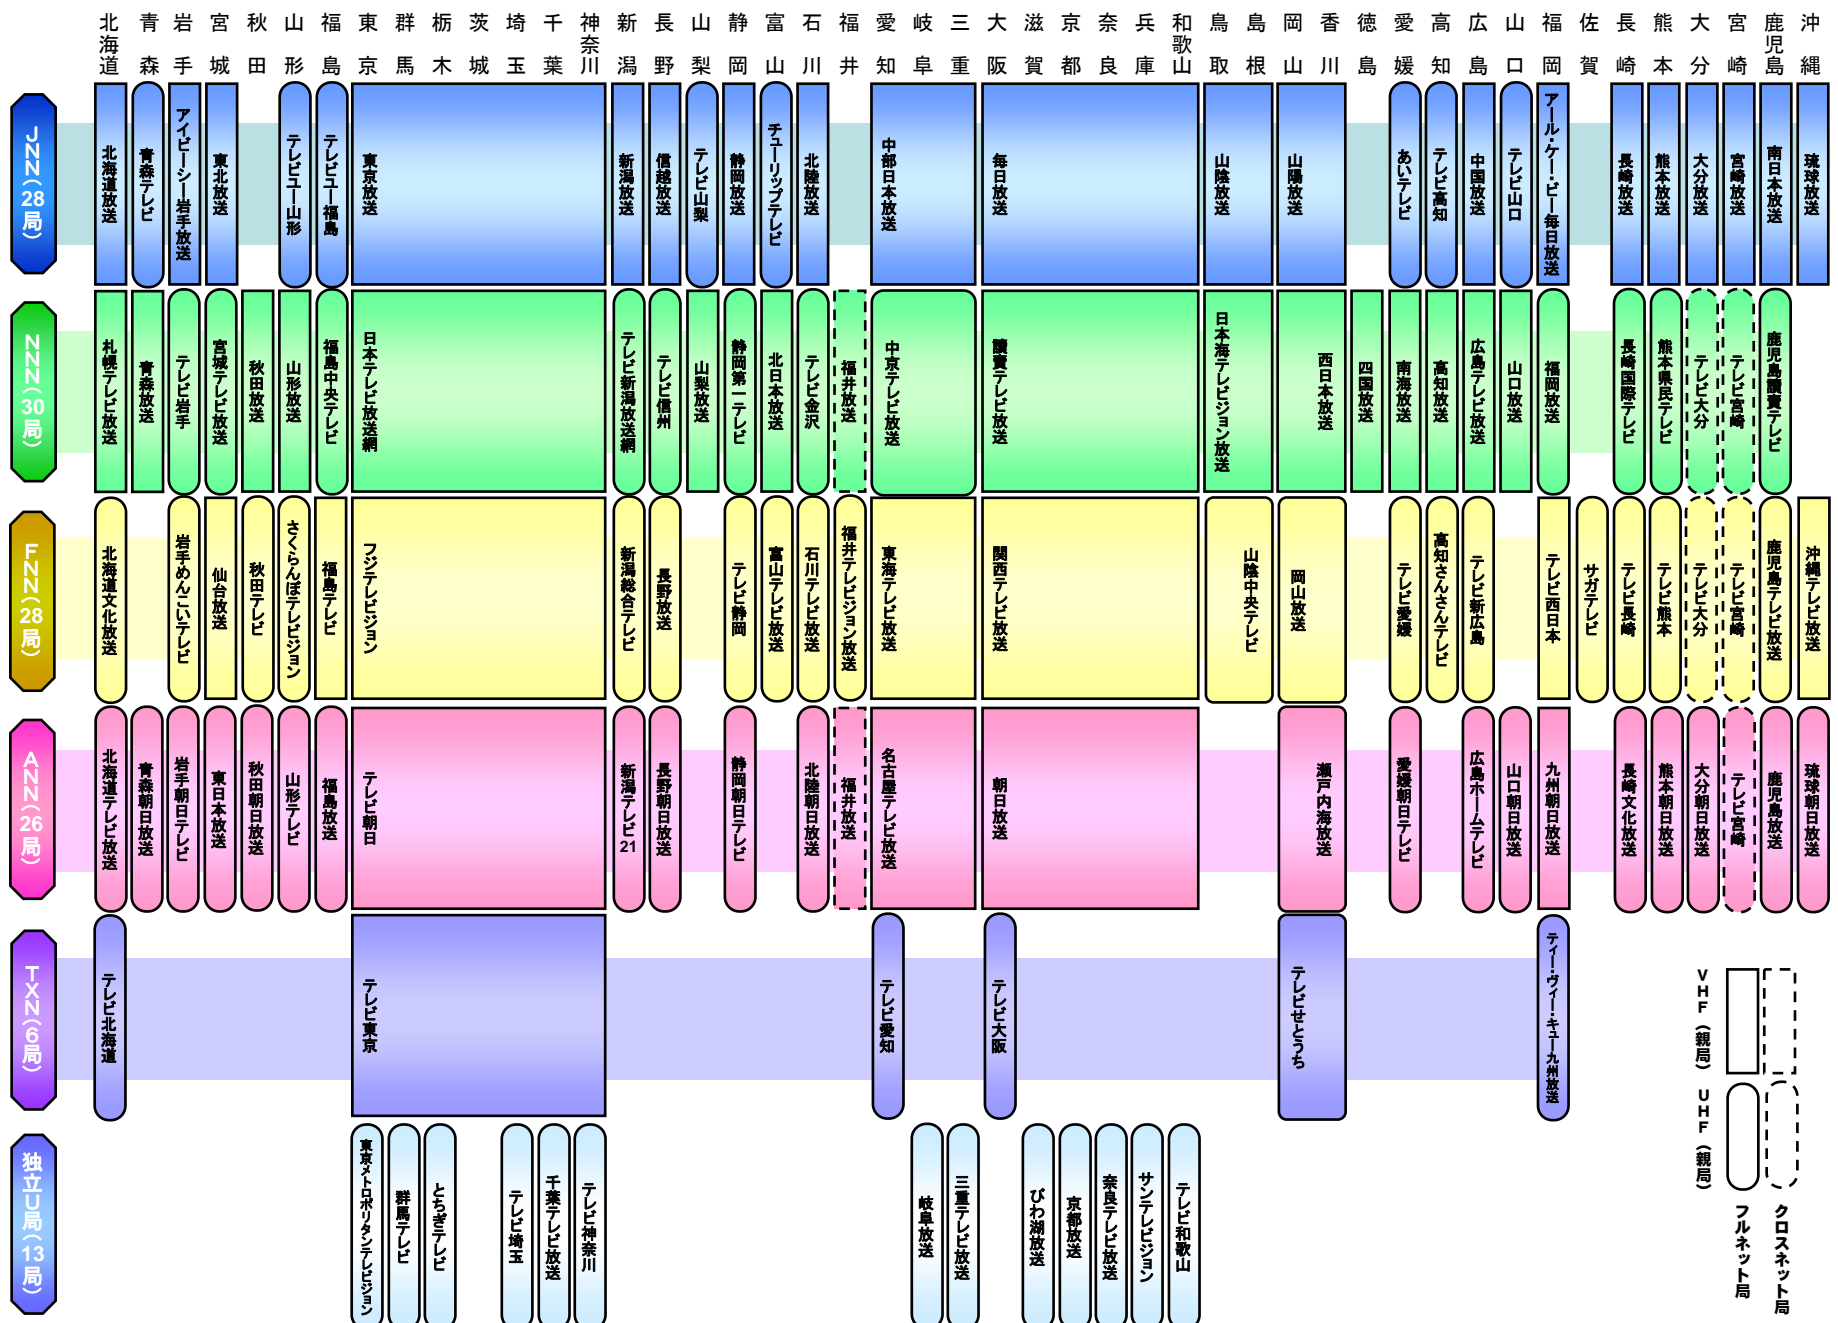 北海道
青森
岩手
宮城
秋田
山形
福島
東京
群馬
栃木
茨城
埼玉
千葉
神奈川
新潟
長野
山梨
静岡
富山
石川
福井
愛知
岐阜
三重
大阪
滋賀
京都
奈良
兵庫
和歌山
鳥取
島根
岡山
香川
徳島
愛媛
高知
広島
山口
福岡
佐賀
長崎
熊本
大分
宮崎
鹿児島
沖縄
JNN(28局)
北海道放送
青森テレビ
アイビーシー岩手放送
東北放送
テレビユー山形
テレビユー福島
東京放送
新潟放送
信越放送
テレビ山梨
静岡放送
チューリップテレビ
北陸放送
中部日本放送
毎日放送
山陰放送
山陽放送
あいテレビ
テレビ高知
中国放送
テレビ山口
アール・ケー・ビー毎日放送
長崎放送
熊本放送
大分放送
宮崎放送
南日本放送
琉球放送
NNN(30局)
札幌テレビ放送
青森放送
テレビ岩手
宮城テレビ放送
秋田放送
山形放送
福島中央テレビ
日本テレビ放送網
テレビ新潟放送網
テレビ信州
山梨放送
静岡第一テレビ
北日本放送
テレビ金沢
福井放送
中京テレビ放送
讀賣テレビ放送
日本海テレビジョン放送
西日本放送
四国放送
南海放送
高知放送
広島テレビ放送
山口放送
福岡放送
長崎国際テレビ
熊本県民テレビ
テレビ大分
テレビ宮崎
鹿児島讀賣テレビ
FNN(28局)
北海道文化放送
岩手めんこいテレビ
仙台放送
秋田テレビ
さくらんぼテレビジョン
福島テレビ
フジテレビジョン
新潟総合テレビ
長野放送
テレビ静岡
富山テレビ放送
石川テレビ放送
福井テレビジョン放送
東海テレビ放送
関西テレビ放送
山陰中央テレビ
岡山放送
テレビ愛媛
高知さんさんテレビ
テレビ新広島
テレビ西日本
サガテレビ
テレビ長崎
テレビ熊本
テレビ大分
テレビ宮崎
鹿児島テレビ放送
沖縄テレビ放送
ANN(26局)
北海道テレビ放送
青森朝日放送
岩手朝日テレビ
東日本放送
秋田朝日放送
山形テレビ
福島放送
テレビ朝日
新潟テレビ21
長野朝日放送
静岡朝日テレビ
北陸朝日放送
福井放送
名古屋テレビ放送
朝日放送
瀬戸内海放送
愛媛朝日テレビ
広島ホームテレビ
山口朝日放送
九州朝日放送
長崎文化放送
熊本朝日放送
大分朝日放送
テレビ宮崎
鹿児島放送
琉球朝日放送
TXN(6局)
テレビ北海道
テレビ東京
テレビ愛知
テレビ大阪
テレビせとうち
ティー・ヴィー・キュー九州放送
独立U局(13局)
東京メトロポリタンテレビジョン
群馬テレビ
とちぎテレビ
テレビ埼玉
千葉テレビ放送
テレビ神奈川
岐阜放送
三重テレビ放送
びわ湖放送
京都放送
奈良テレビ放送
サンテレビジョン
テレビ和歌山
VHF(親局)
UHF(親局)
フルネット局
クロスネット局